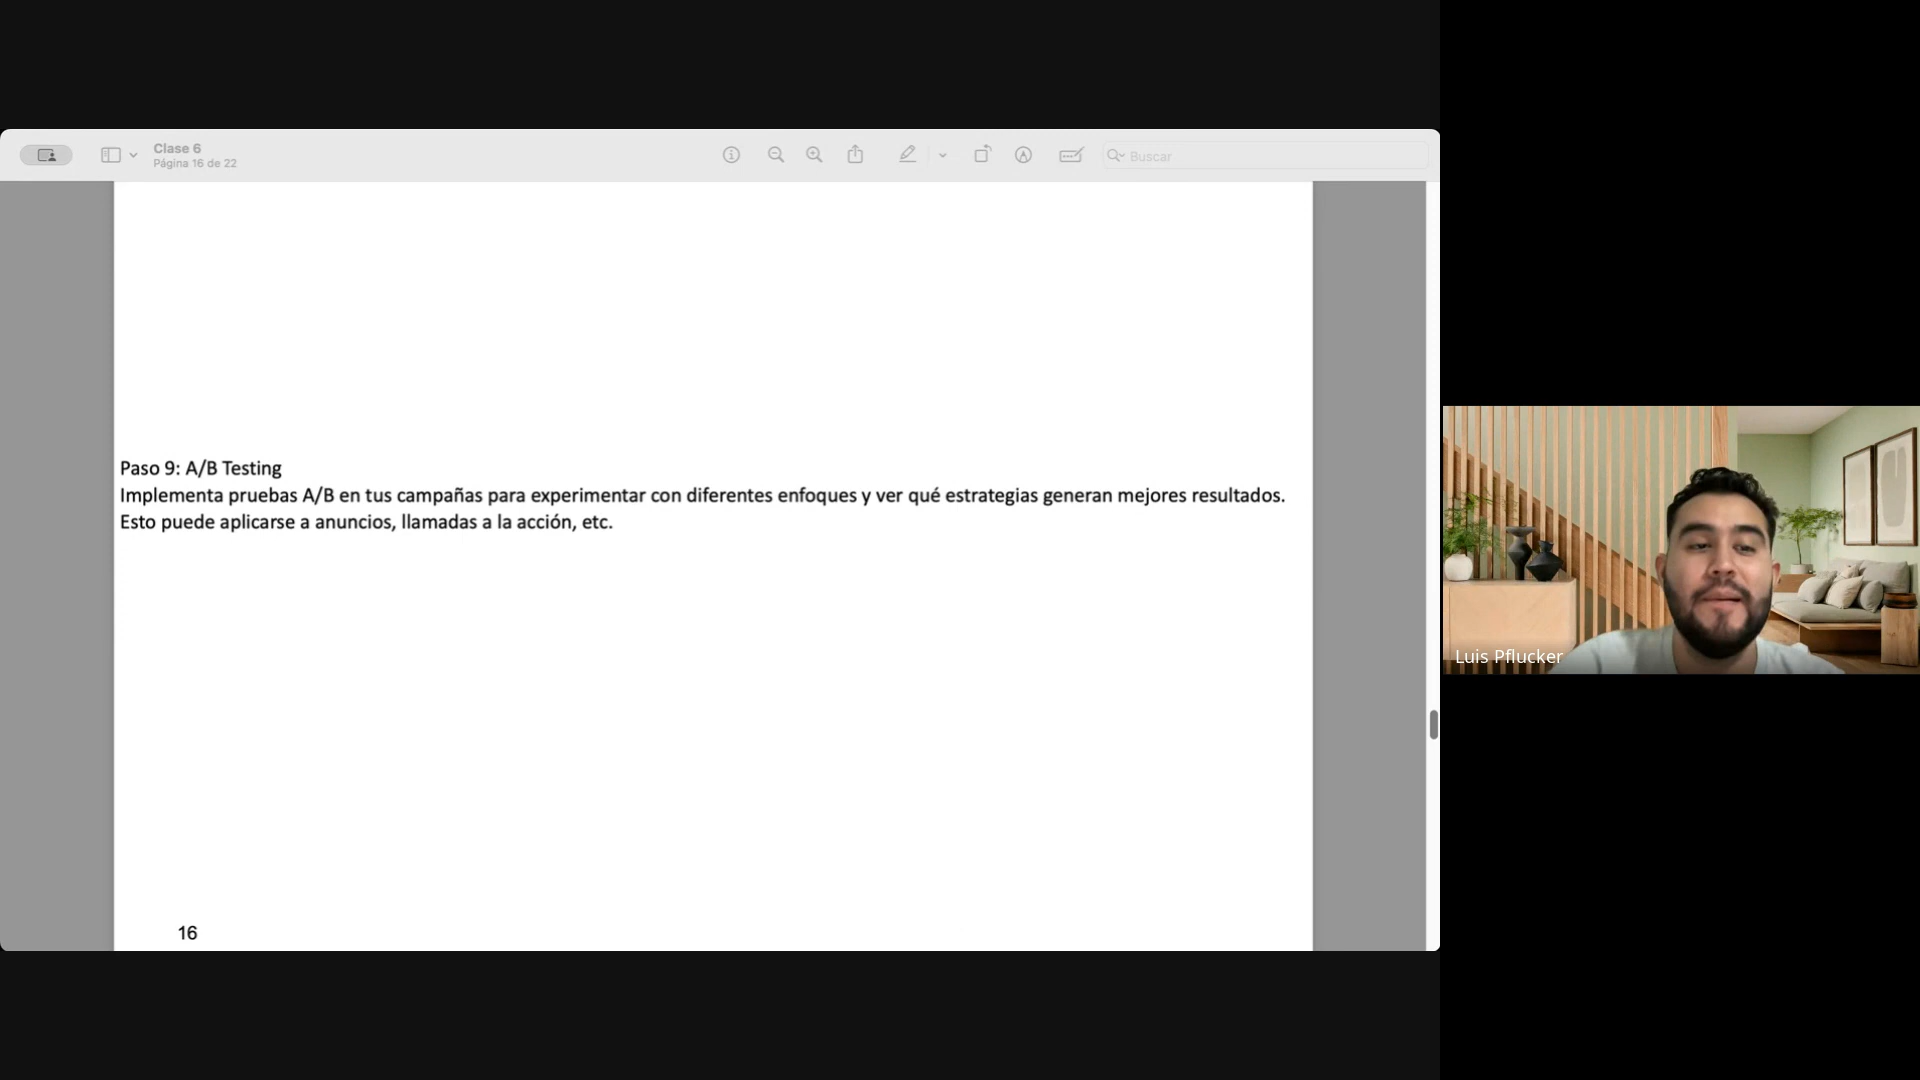 Clase 6
Página 16 de 22
Buscar
Paso 9: A/B Testing
Implementa pruebas A/B en tus campañas para experimentar con diferentes enfoques y ver qué estrategias generan mejores resultados.
Esto puede aplicarse a anuncios, llamadas a la acción, etc.
16
Luis Pflucker